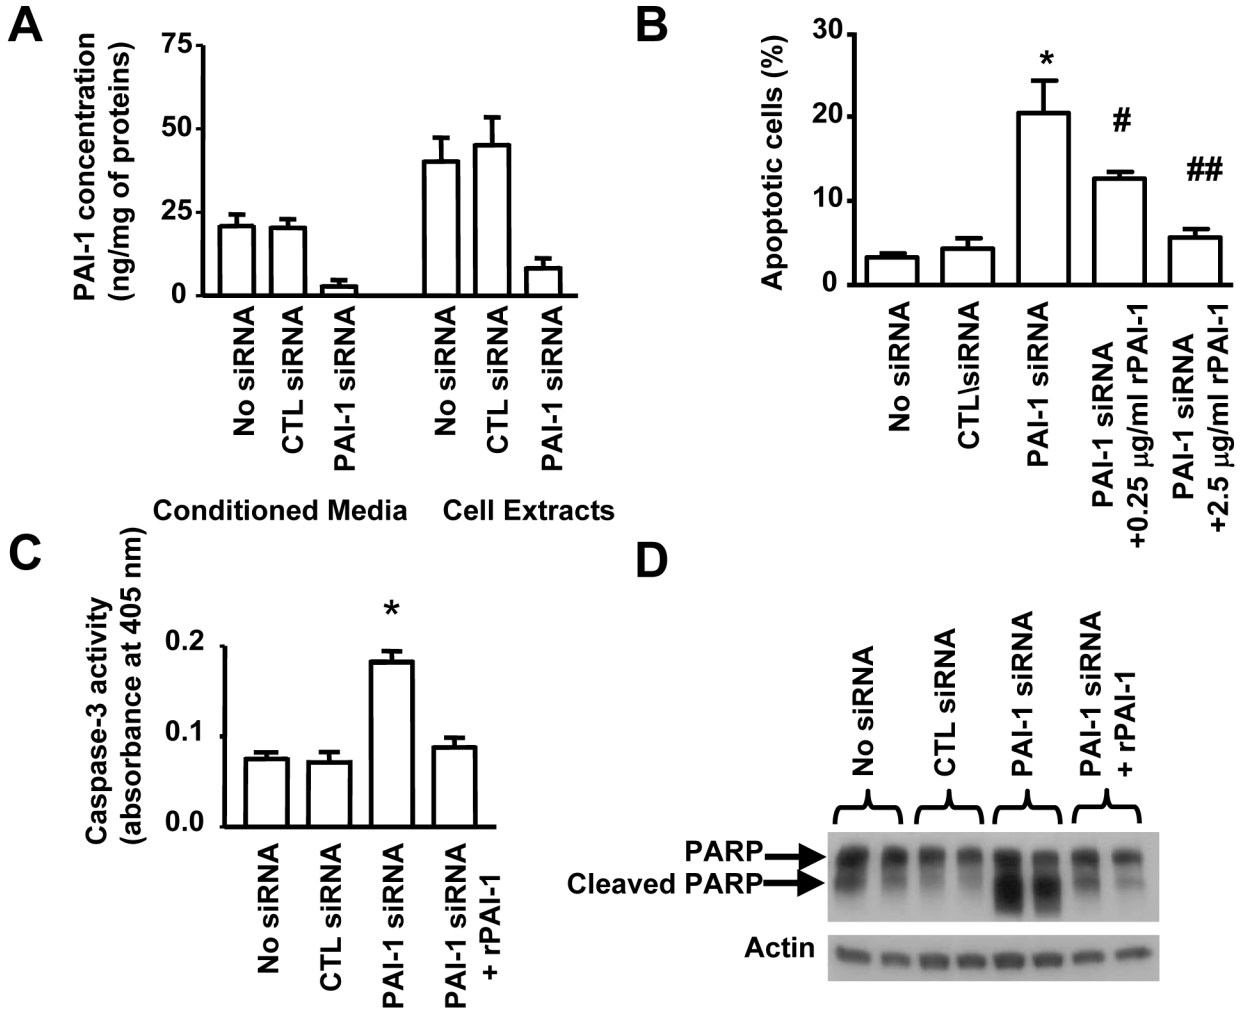 A
PAI-1 concentration
(ng/mg of proteins)
75
50
25
0
No siRNA
CTL siRNA
PAI-1 siRNA
No siRNA
CTL siRNA
PAI-1 siRNA
Conditioned Media
Cell Extracts
B
Apoptotic cells (%)
30
20
10
0
*
#
##
No siRNA
CTL\siRNA
PAI-1 siRNA
PAI-1 siRNA
+0.25 μg/ml rPAI-1
PAI-1 siRNA
+2.5 μg/ml rPAI-1
C
Caspase-3 activity
(absorbance at 405 nm)
0.2
0.1
0.0
*
No siRNA
CTL siRNA
PAI-1 siRNA
PAI-1 siRNA
+ rPAI-1
D
No siRNA
CTL siRNA
PAI-1 siRNA
PAI-1 siRNA
+ rPAI-1
PARP
Cleaved PARP
Actin